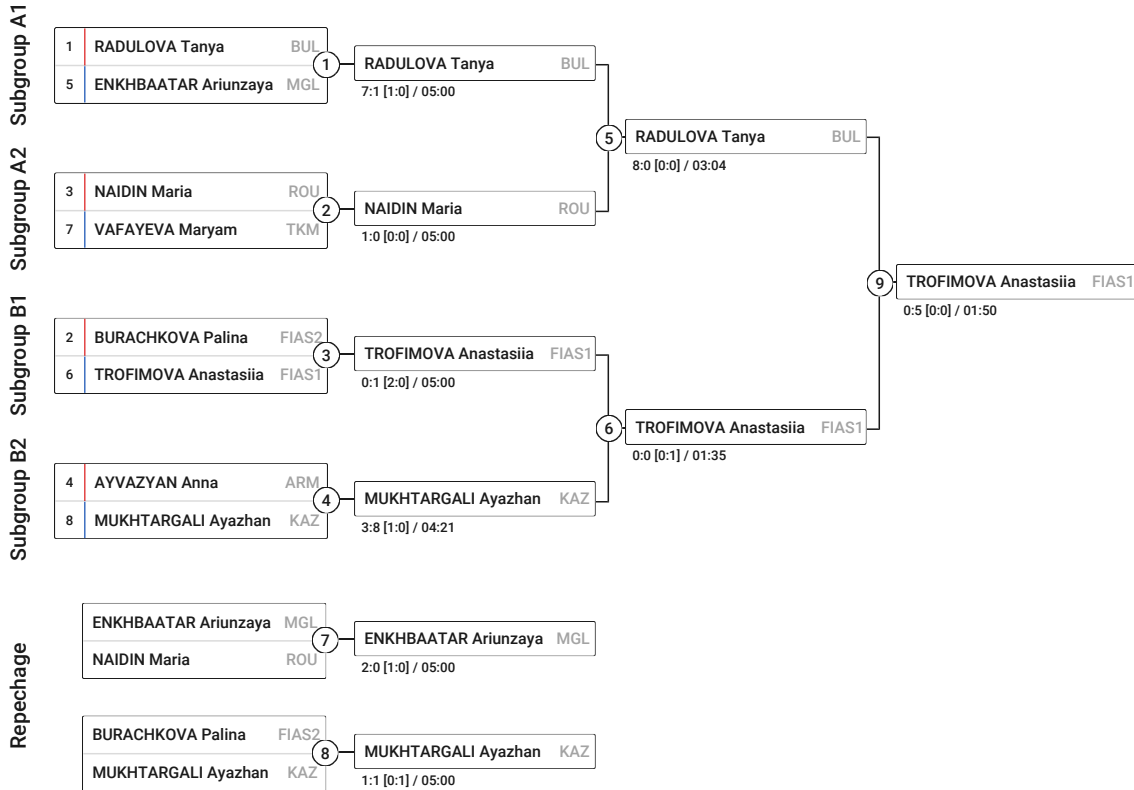 Subgroup A1
1 RADULOVA Tanya BUL
5 ENKHBAATAR Ariunzaya MGL
1
RADULOVA Tanya BUL
7:1 [1:0] / 05:00
5
RADULOVA Tanya BUL
8:0 [0:0] / 03:04
Subgroup A2
3 NAIDIN Maria ROU
7 VAFAYEVA Maryam TKM
2
NAIDIN Maria ROU
1:0 [0:0] / 05:00
9
TROFIMOVA Anastasiia FIAS1
0:5 [0:0] / 01:50
Subgroup B1
2 BURACHKOVA Palina FIAS2
6 TROFIMOVA Anastasiia FIAS1
3
TROFIMOVA Anastasiia FIAS1
0:1 [2:0] / 05:00
6
TROFIMOVA Anastasiia FIAS1
0:0 [0:1] / 01:35
Subgroup B2
4 AYVAZYAN Anna ARM
8 MUKHTARGALI Ayazhan KAZ
4
MUKHTARGALI Ayazhan KAZ
3:8 [1:0] / 04:21
Repechage
ENKHBAATAR Ariunzaya MGL
NAIDIN Maria ROU
7
ENKHBAATAR Ariunzaya MGL
2:0 [1:0] / 05:00
BURACHKOVA Palina FIAS2
MUKHTARGALI Ayazhan KAZ
8
MUKHTARGALI Ayazhan KAZ
1:1 [0:1] / 05:00